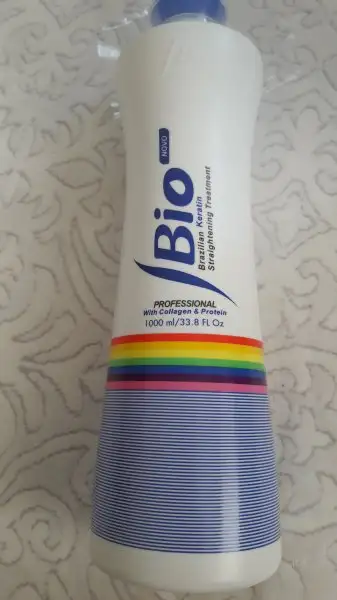 NOVO
Bio
Brazilian Keratin
Straightening Treatment
PROFESSIONAL
With Collagen & Protein
1000 ml/33.8 FL Oz